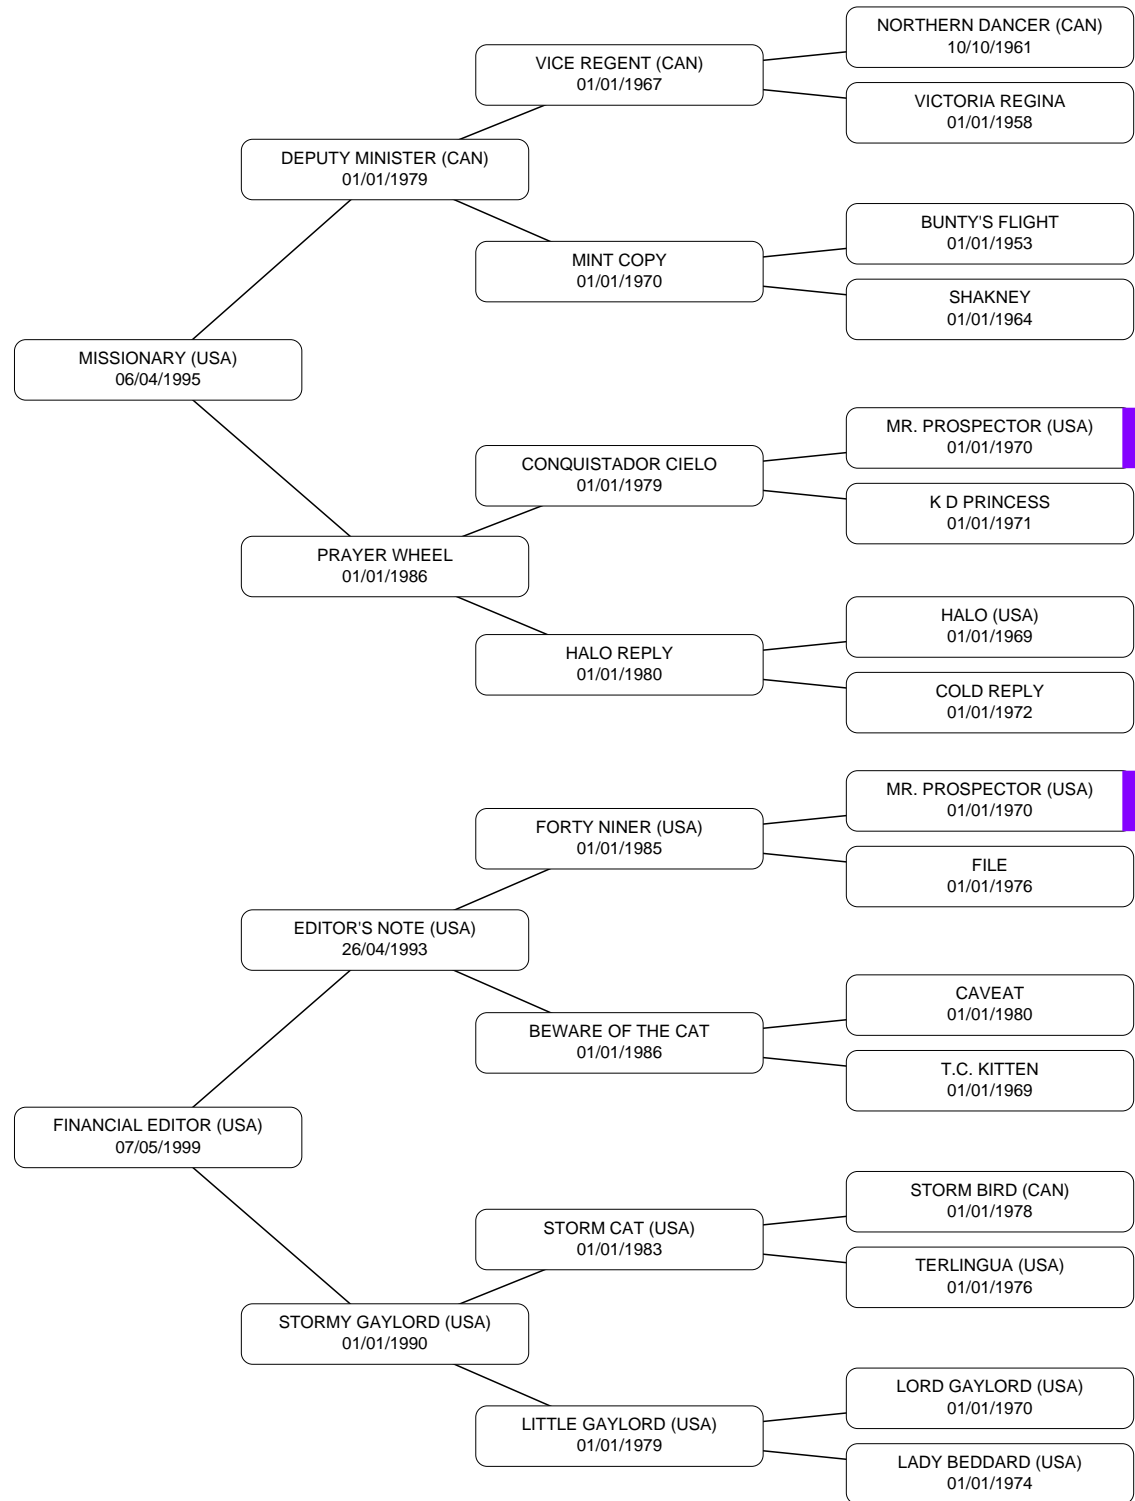 NORTHERN DANCER (CAN)
10/10/1961
VICE REGENT (CAN)
01/01/1967
VICTORIA REGINA
01/01/1958
DEPUTY MINISTER (CAN)
01/01/1979
BUNTY'S FLIGHT
01/01/1953
MINT COPY
01/01/1970
SHAKNEY
01/01/1964
MISSIONARY (USA)
06/04/1995
MR. PROSPECTOR (USA)
01/01/1970
CONQUISTADOR CIELO
01/01/1979
K D PRINCESS
01/01/1971
PRAYER WHEEL
01/01/1986
HALO (USA)
01/01/1969
HALO REPLY
01/01/1980
COLD REPLY
01/01/1972
MR. PROSPECTOR (USA)
01/01/1970
FORTY NINER (USA)
01/01/1985
FILE
01/01/1976
EDITOR'S NOTE (USA)
26/04/1993
CAVEAT
01/01/1980
BEWARE OF THE CAT
01/01/1986
T.C. KITTEN
01/01/1969
FINANCIAL EDITOR (USA)
07/05/1999
STORM BIRD (CAN)
01/01/1978
STORM CAT (USA)
01/01/1983
TERLINGUA (USA)
01/01/1976
STORMY GAYLORD (USA)
01/01/1990
LORD GAYLORD (USA)
01/01/1970
LITTLE GAYLORD (USA)
01/01/1979
LADY BEDDARD (USA)
01/01/1974